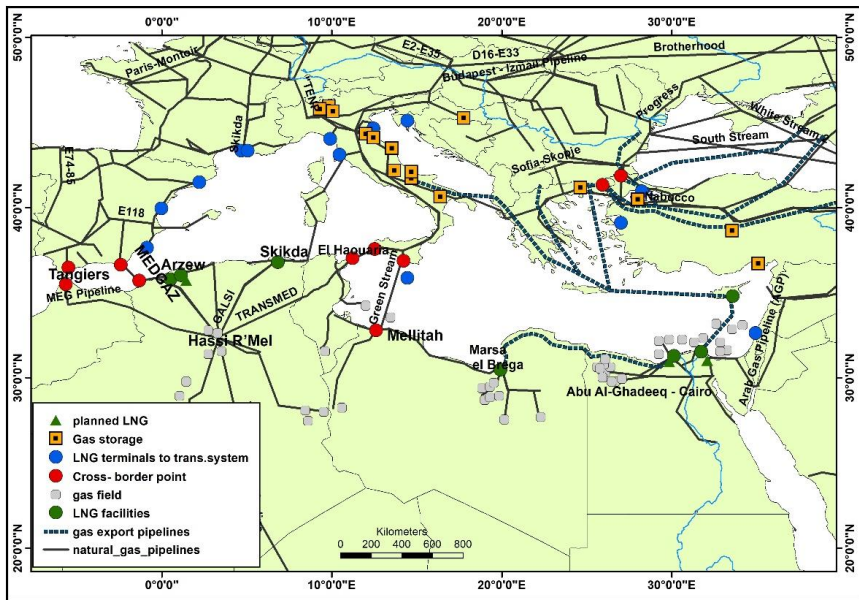 0°0'0"
10°0'0"E
20°0'0"E
30°0'0"E
50°0'0"N
50°0'0"N
Paris-Montoir
E2-E35
D16-E33
Brotherhood
Budapest - Izmail Pipeline
TENP
Progress
White Stream
Skikda
South Stream
E74-85
Sofia-Skopje
Nabucco
40°0'0"N
40°0'0"N
E118
MEDGAZ
Arzew
Skikda
El Haouaria
Tangiers
MEG Pipeline
GALSI
TRANSMED
Green Stream
Hassi R'Mel
Mellitah
Marsa
el Brega
Arab Gas Pipeline (AGP)
Abu Al-Ghadeeq - Cairo
30°0'0"N
30°0'0"N
planned LNG
Gas storage
LNG terminals to trans.system
Cross- border point
gas field
LNG facilities
gas export pipelines
natural_gas_pipelines
Kilometers
0 200 400 600 800
20°0'0"N
20°0'0"N
0°0'0"
10°0'0"E
20°0'0"E
30°0'0"E